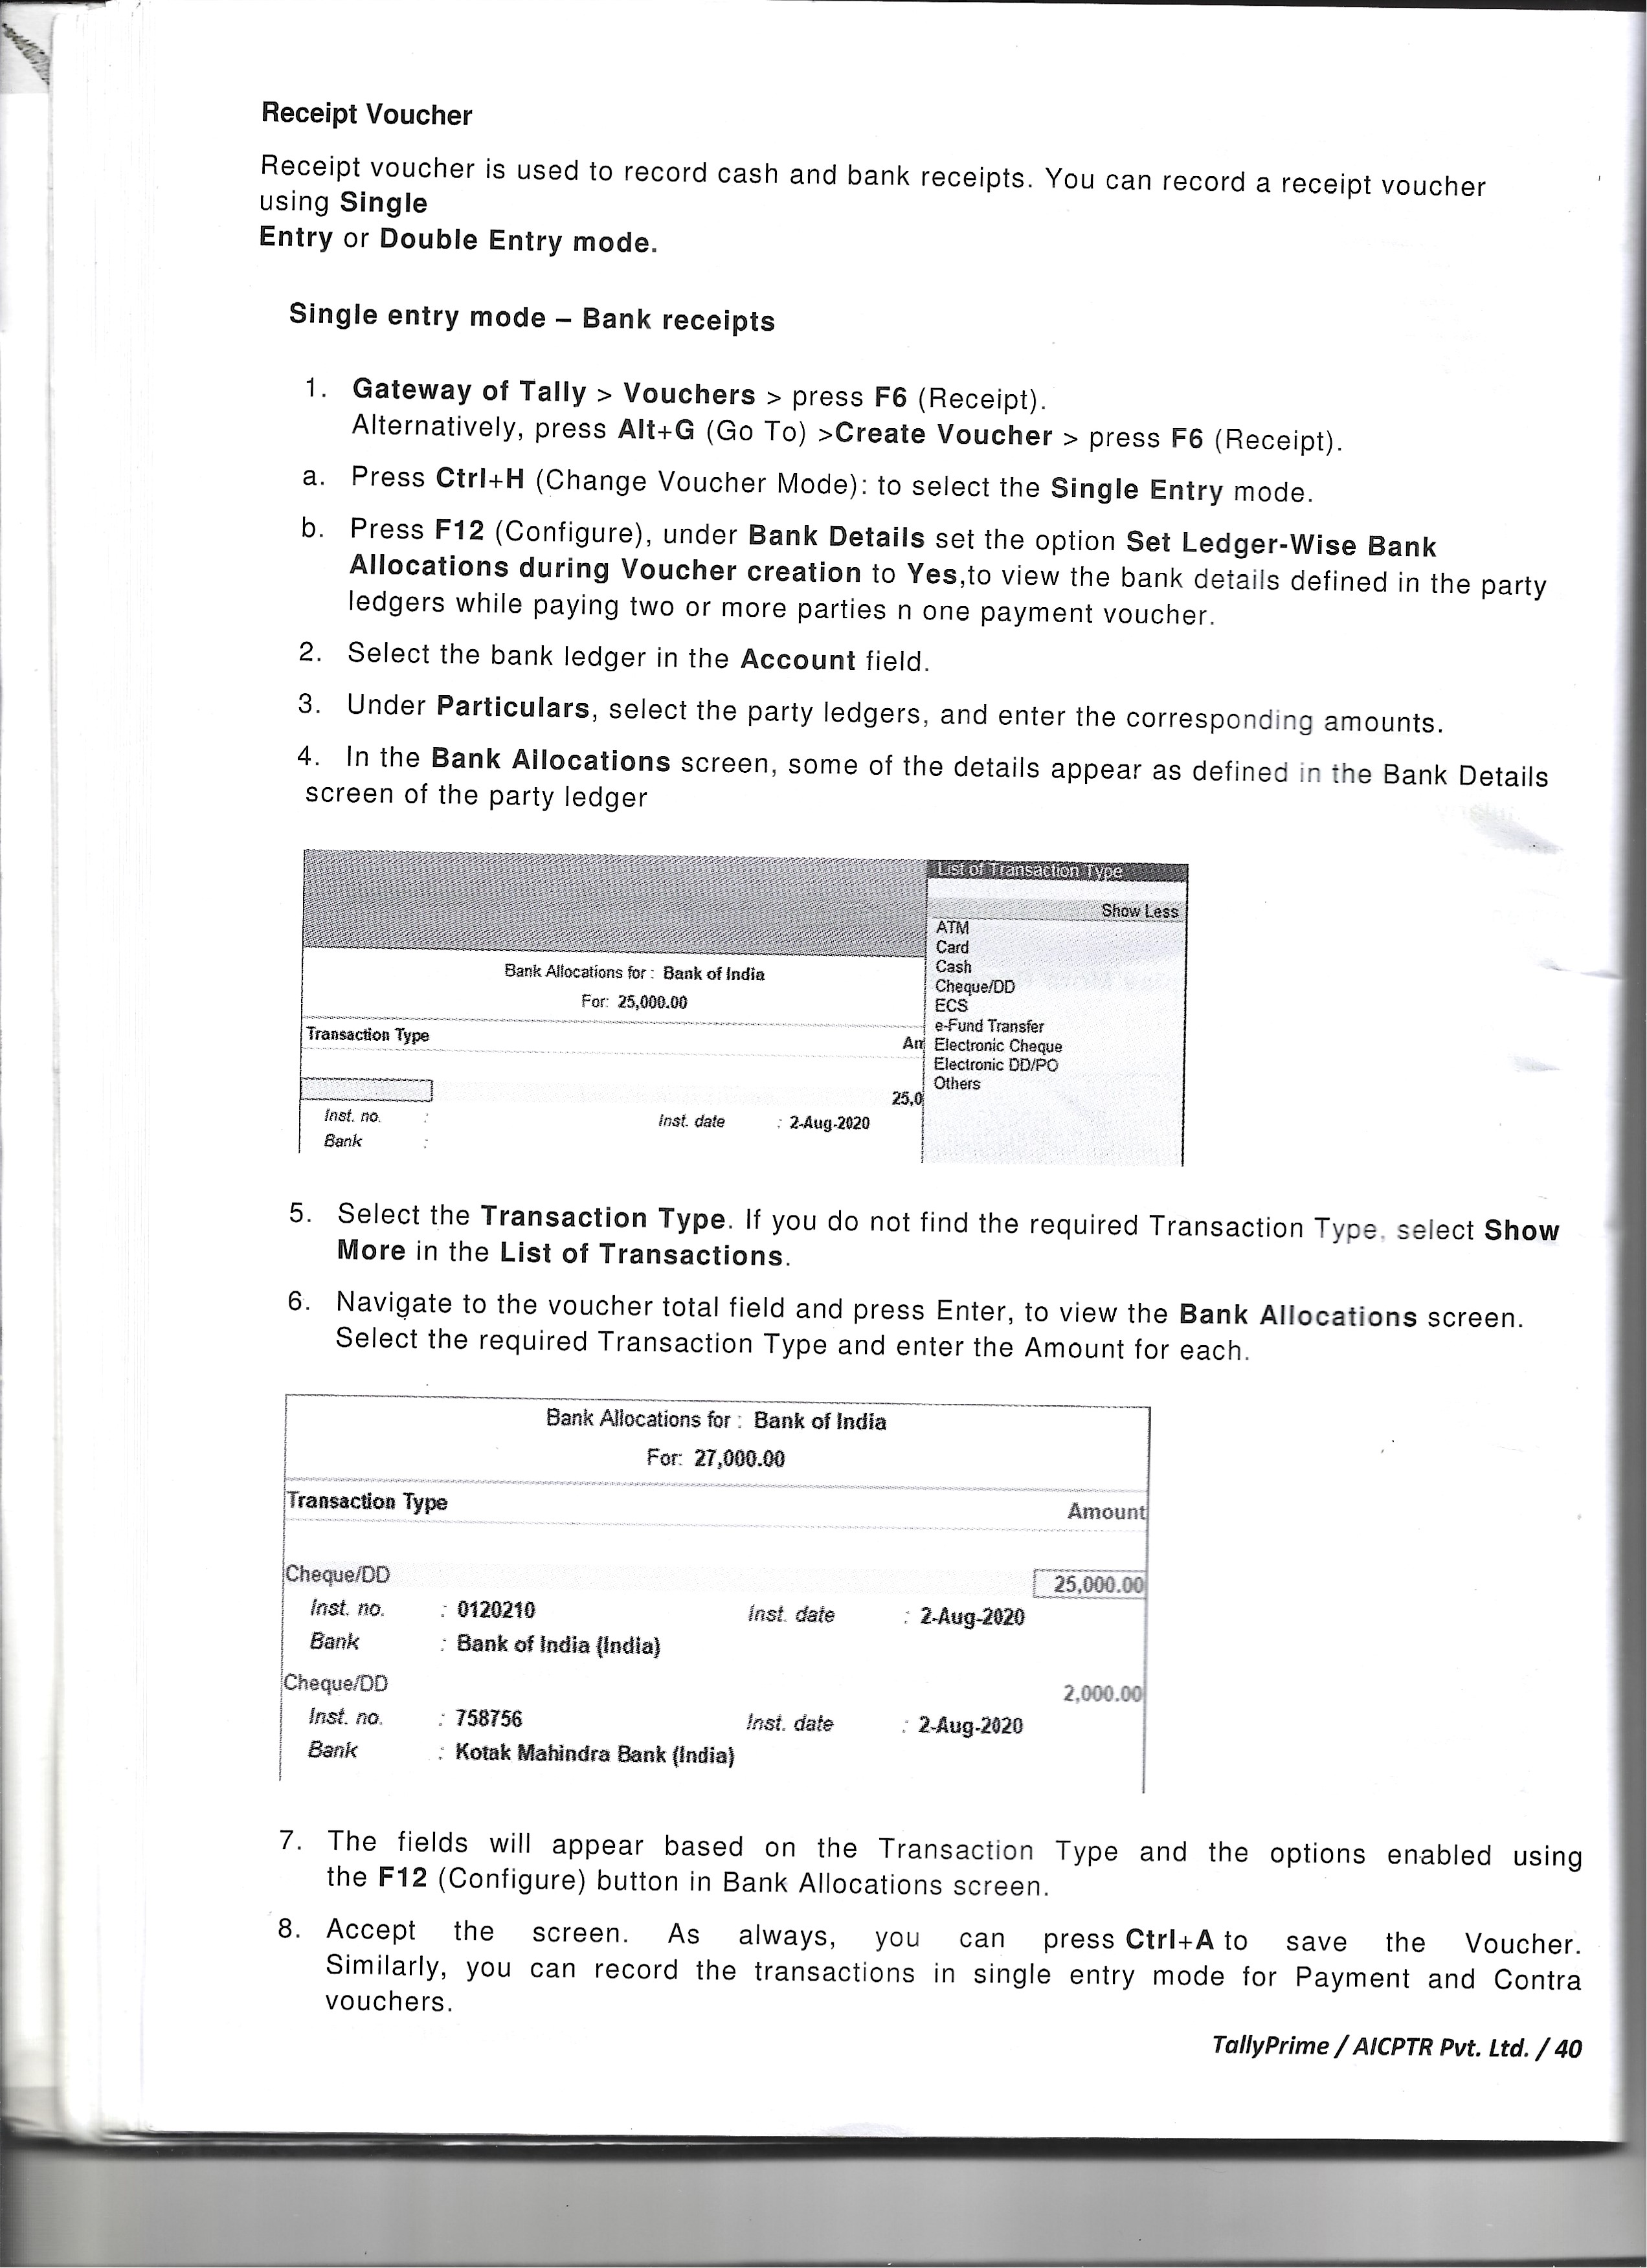 Receipt Voucher
Receipt voucher is used to record cash and bank receipts. You can record a receipt voucher
using Single
Entry or Double Entry mode.
Single entry mode – Bank receipts
1. Gateway of Tally > Vouchers > press F6 (Receipt).
Alternatively, press Alt+G (Go To) >Create Voucher > press F6 (Receipt).
a. Press Ctrl+H (Change Voucher Mode): to select the Single Entry mode.
b. Press F12 (Configure), under Bank Details set the option Set Ledger-Wise Bank
Allocations during Voucher creation to Yes,to view the bank details defined in the party
ledgers while paying two or more parties n one payment voucher.
2. Select the bank ledger in the Account field.
3. Under Particulars, select the party ledgers, and enter the corresponding amounts.
4. In the Bank Allocations screen, some of the details appear as defined in the Bank Details
screen of the party ledger
List of Transaction Type
Show Less
ATM
Card
Cash
Cheque/DD
ECS
e-Fund Transfer
Electronic Cheque
Electronic DD/PO
Others
Bank Allocations for : Bank of India
For: 25,000.00
Transaction Type Am
25,0
Inst. no. : Inst. date : 2-Aug-2020
Bank :
5. Select the Transaction Type. If you do not find the required Transaction Type, select Show
More in the List of Transactions.
6. Navigate to the voucher total field and press Enter, to view the Bank Allocations screen.
Select the required Transaction Type and enter the Amount for each.
Bank Allocations for : Bank of India
For: 27,000.00
Transaction Type Amount
Cheque/DD 25,000.00
Inst. no. : 0120210 Inst. date : 2-Aug-2020
Bank : Bank of India (India)
Cheque/DD 2,000.00
Inst. no. : 758756 Inst. date : 2-Aug-2020
Bank : Kotak Mahindra Bank (India)
7. The fields will appear based on the Transaction Type and the options enabled using
the F12 (Configure) button in Bank Allocations screen.
8. Accept the screen. As always, you can press Ctrl+A to save the Voucher.
Similarly, you can record the transactions in single entry mode for Payment and Contra
vouchers.
TallyPrime / AICPTR Pvt. Ltd. / 40